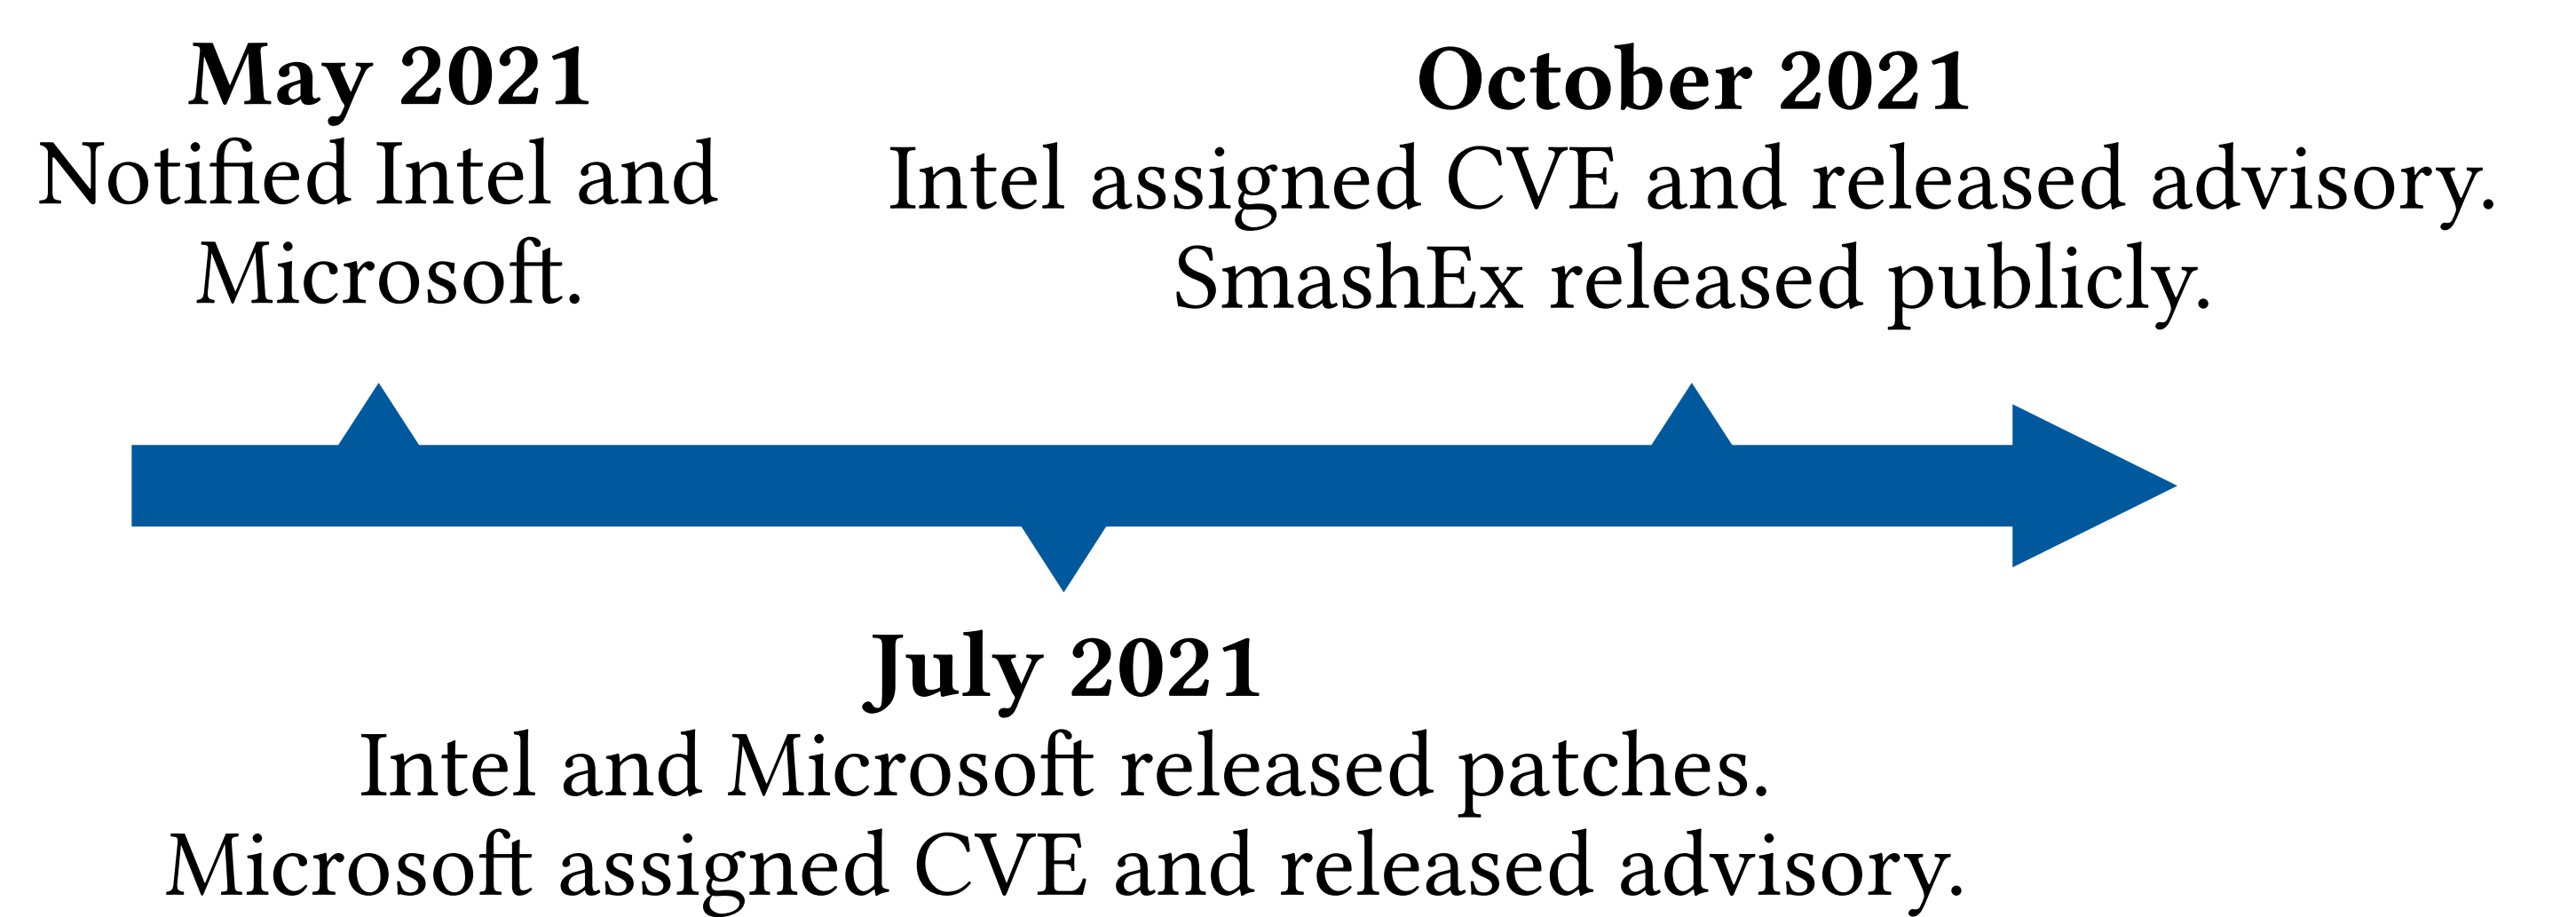 May 2021
Notified Intel and
Microsoft.
October 2021
Intel assigned CVE and released advisory.
SmashEx released publicly.
July 2021
Intel and Microsoft released patches.
Microsoft assigned CVE and released advisory.